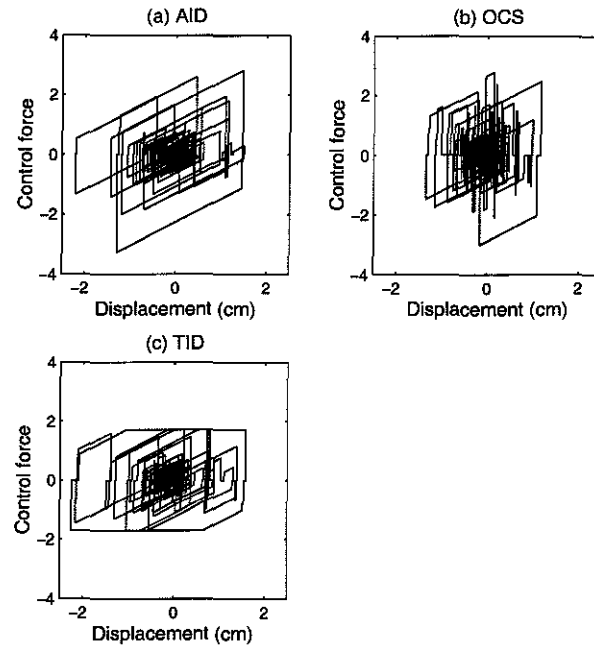 (a) AID
4
2
0
−2
−4
−2
0
2
Control force
Displacement (cm)
(b) OCS
4
2
0
−2
−4
−2
0
2
Control force
Displacement (cm)
(c) TID
4
2
0
−2
−4
−2
0
2
Control force
Displacement (cm)